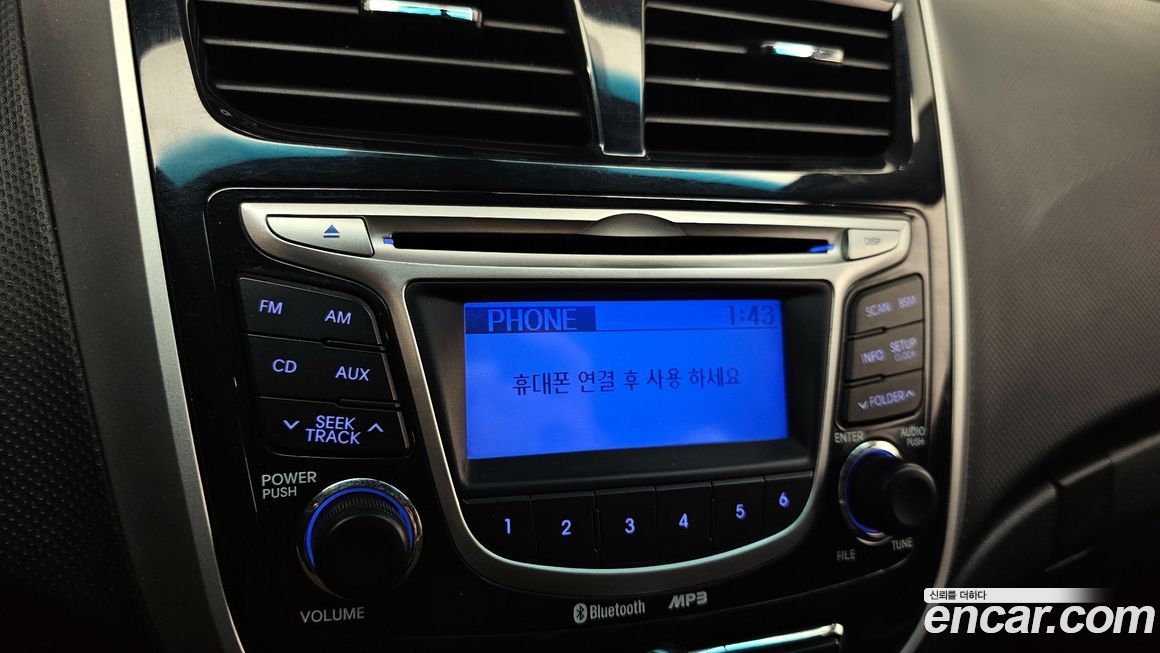 DISP
FM
AM
CD
AUX
SEEK
TRACK
POWER
PUSH
VOLUME
PHONE 1:43
휴대폰 연결 후 사용 하세요
SCAN BSM
INFO SETUP
CLOCK
FOLDER
ENTER AUDIO
PUSH
FILE TUNE
1 2 3 4 5 6
Bluetooth MP3
신뢰를 더하다
encar.com